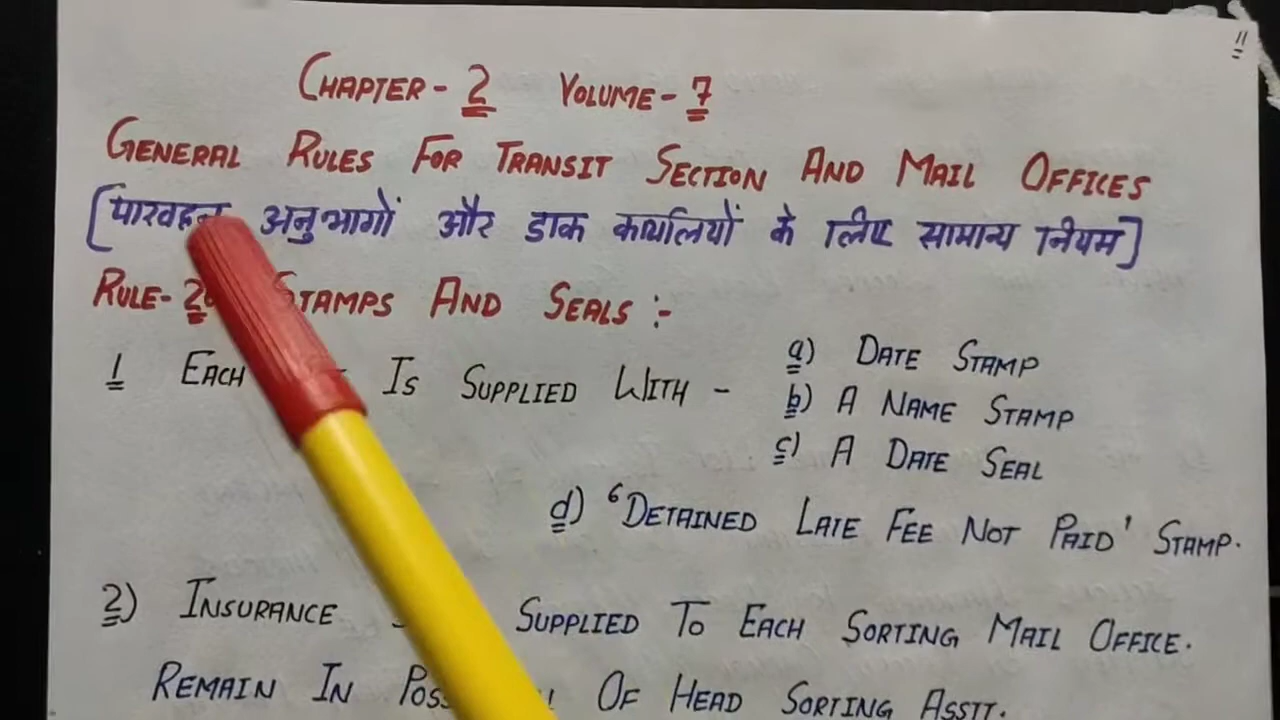 11
CHAPTER - 2 VOLUME - 7
GENERAL RULES FOR TRANSIT SECTION AND MAIL OFFICES
[पारवहन अनुभागों और डाक कार्यालियों के लिए सामान्य नियम]
RULE- STAMPS AND SEALS :-
1 EACH IS SUPPLIED WITH -
a) DATE STAMP
b) A NAME STAMP
c) A DATE SEAL
d) ‘DETAINED LATE FEE NOT PAID' STAMP.
2) INSURANCE SUPPLIED TO EACH SORTING MAIL OFFICE.
REMAIN IN OF HEAD SORTING ASSTT.